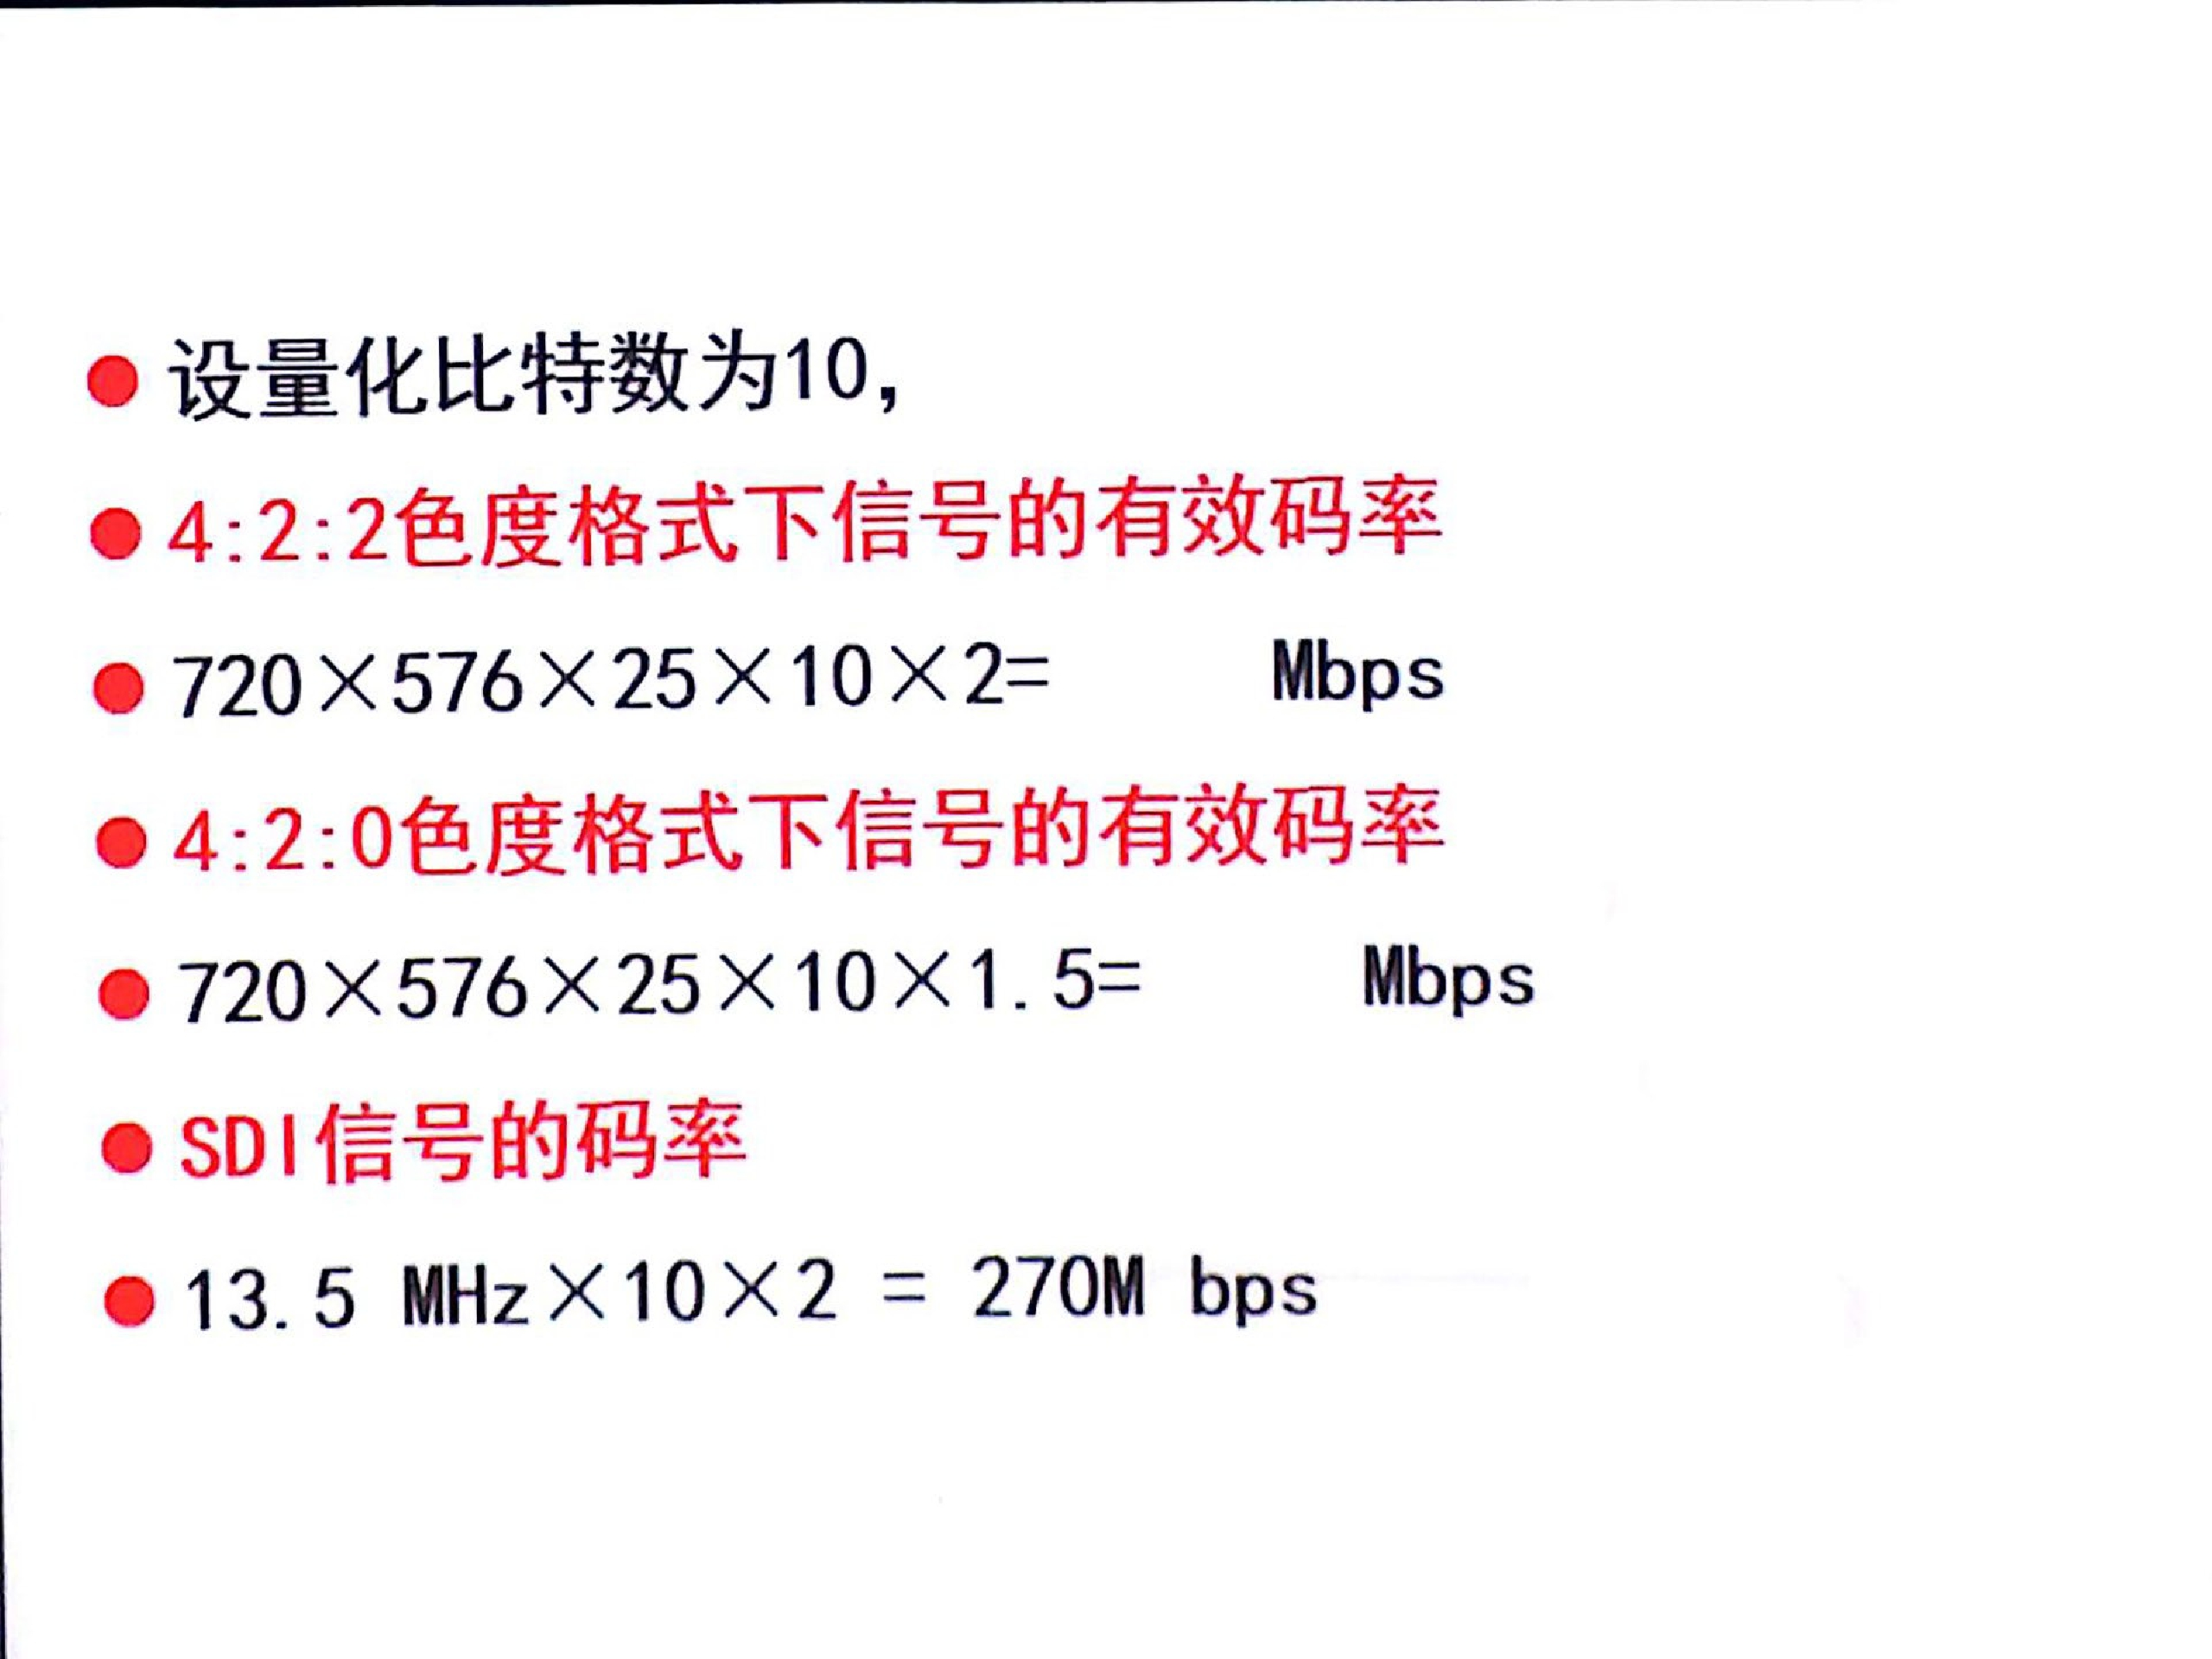 设量化比特数为10,
4:2:2色度格式下信号的有效码率
720×576×25×10×2= Mbps
4:2:0色度格式下信号的有效码率
720×576×25×10×1.5= Mbps
SDI信号的码率
13.5 MHz×10×2 = 270M bps